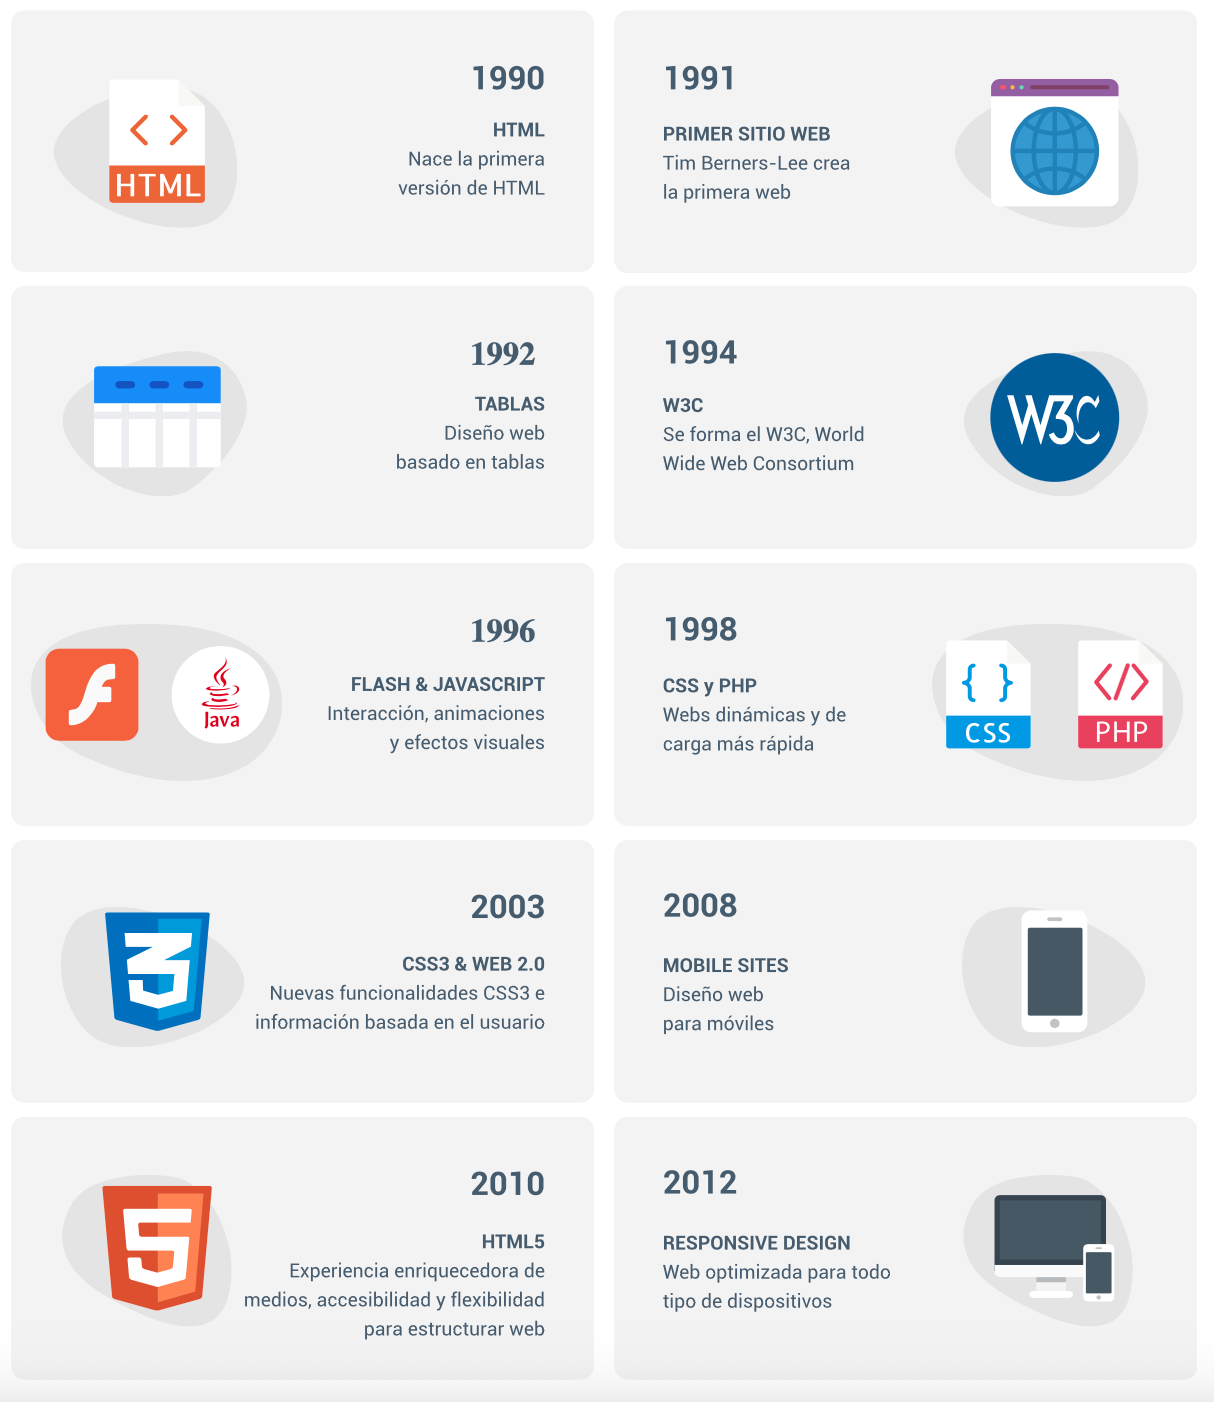 HTML
1990
HTML
Nace la primera
versión de HTML
1991
PRIMER SITIO WEB
Tim Berners-Lee crea
la primera web
1992
TABLAS
Diseño web
basado en tablas
1994
W3C
Se forma el W3C, World
Wide Web Consortium
W3C
Java
1996
FLASH & JAVASCRIPT
Interacción, animaciones
y efectos visuales
1998
CSS y PHP
Webs dinámicas y de
carga más rápida
CSS
PHP
3
2003
CSS3 & WEB 2.0
Nuevas funcionalidades CSS3 e
información basada en el usuario
2008
MOBILE SITES
Diseño web
para móviles
5
2010
HTML5
Experiencia enriquecedora de
medios, accesibilidad y flexibilidad
para estructurar web
2012
RESPONSIVE DESIGN
Web optimizada para todo
tipo de dispositivos